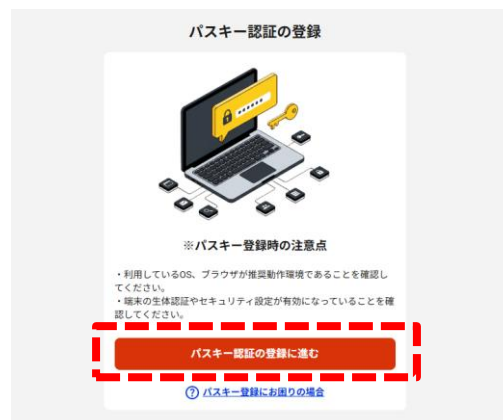 パスキー認証の登録
※パスキー登録時の注意点
・利用しているOS、ブラウザが推奨動作環境であることを確認し
てください。
・端末の生体認証やセキュリティ設定が有効になっていることを確
認してください。
パスキー認証の登録に進む
パスキー登録にお困りの場合